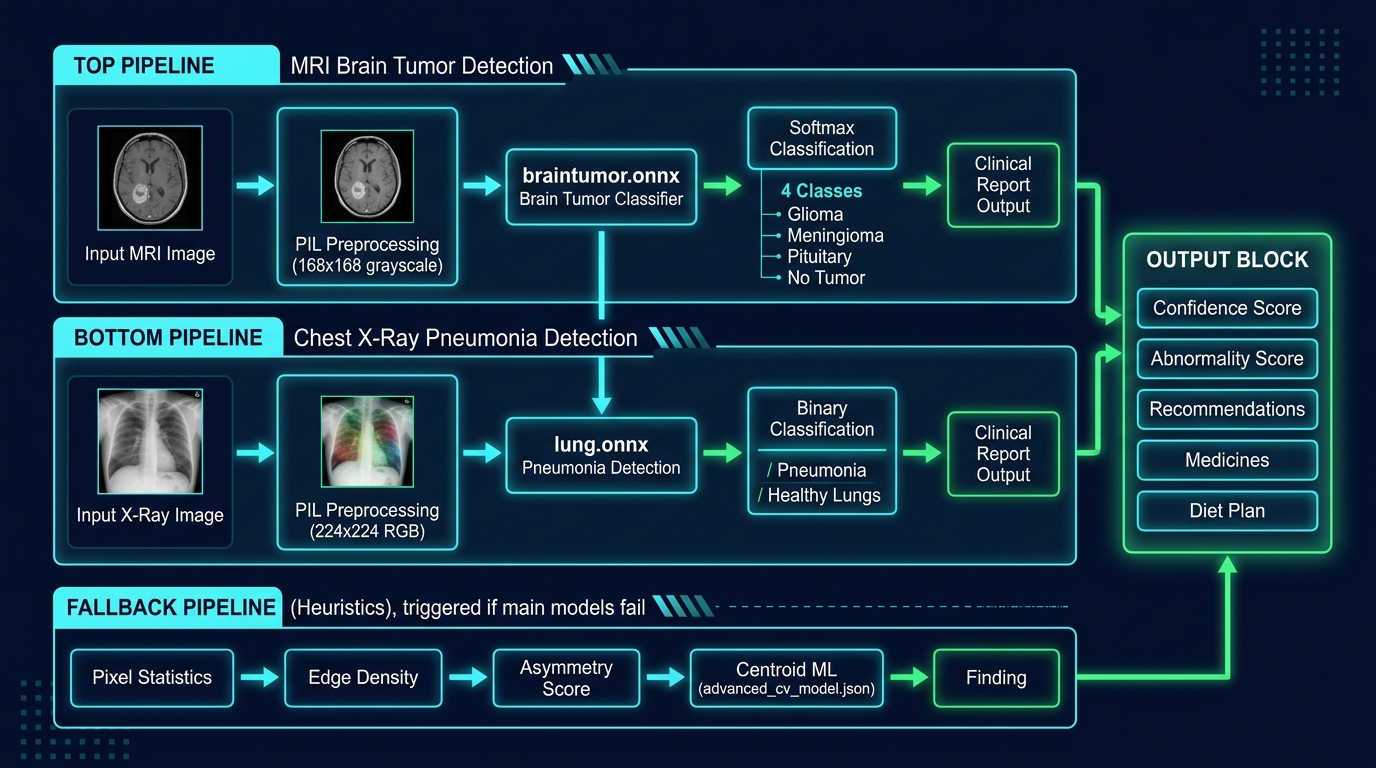 TOP PIPELINE
MRI Brain Tumor Detection
Input MRI Image
PIL Preprocessing
(168x168 grayscale)
braintumor.onnx
Brain Tumor Classifier
Softmax
Classification
4 Classes
Glioma
Meningioma
Pituitary
No Tumor
Clinical
Report
Output
BOTTOM PIPELINE
Chest X-Ray Pneumonia Detection
Input X-Ray Image
PIL Preprocessing
(224x224 RGB)
lung.onnx
Pneumonia Detection
Binary
Classification
/ Pneumonia
/ Healthy Lungs
Clinical
Report
Output
OUTPUT BLOCK
Confidence Score
Abnormality Score
Recommendations
Medicines
Diet Plan
FALLBACK PIPELINE
(Heuristics), triggered if main models fail
Pixel Statistics
Edge Density
Asymmetry
Score
Centroid ML
(advanced_cv_model.json)
Finding